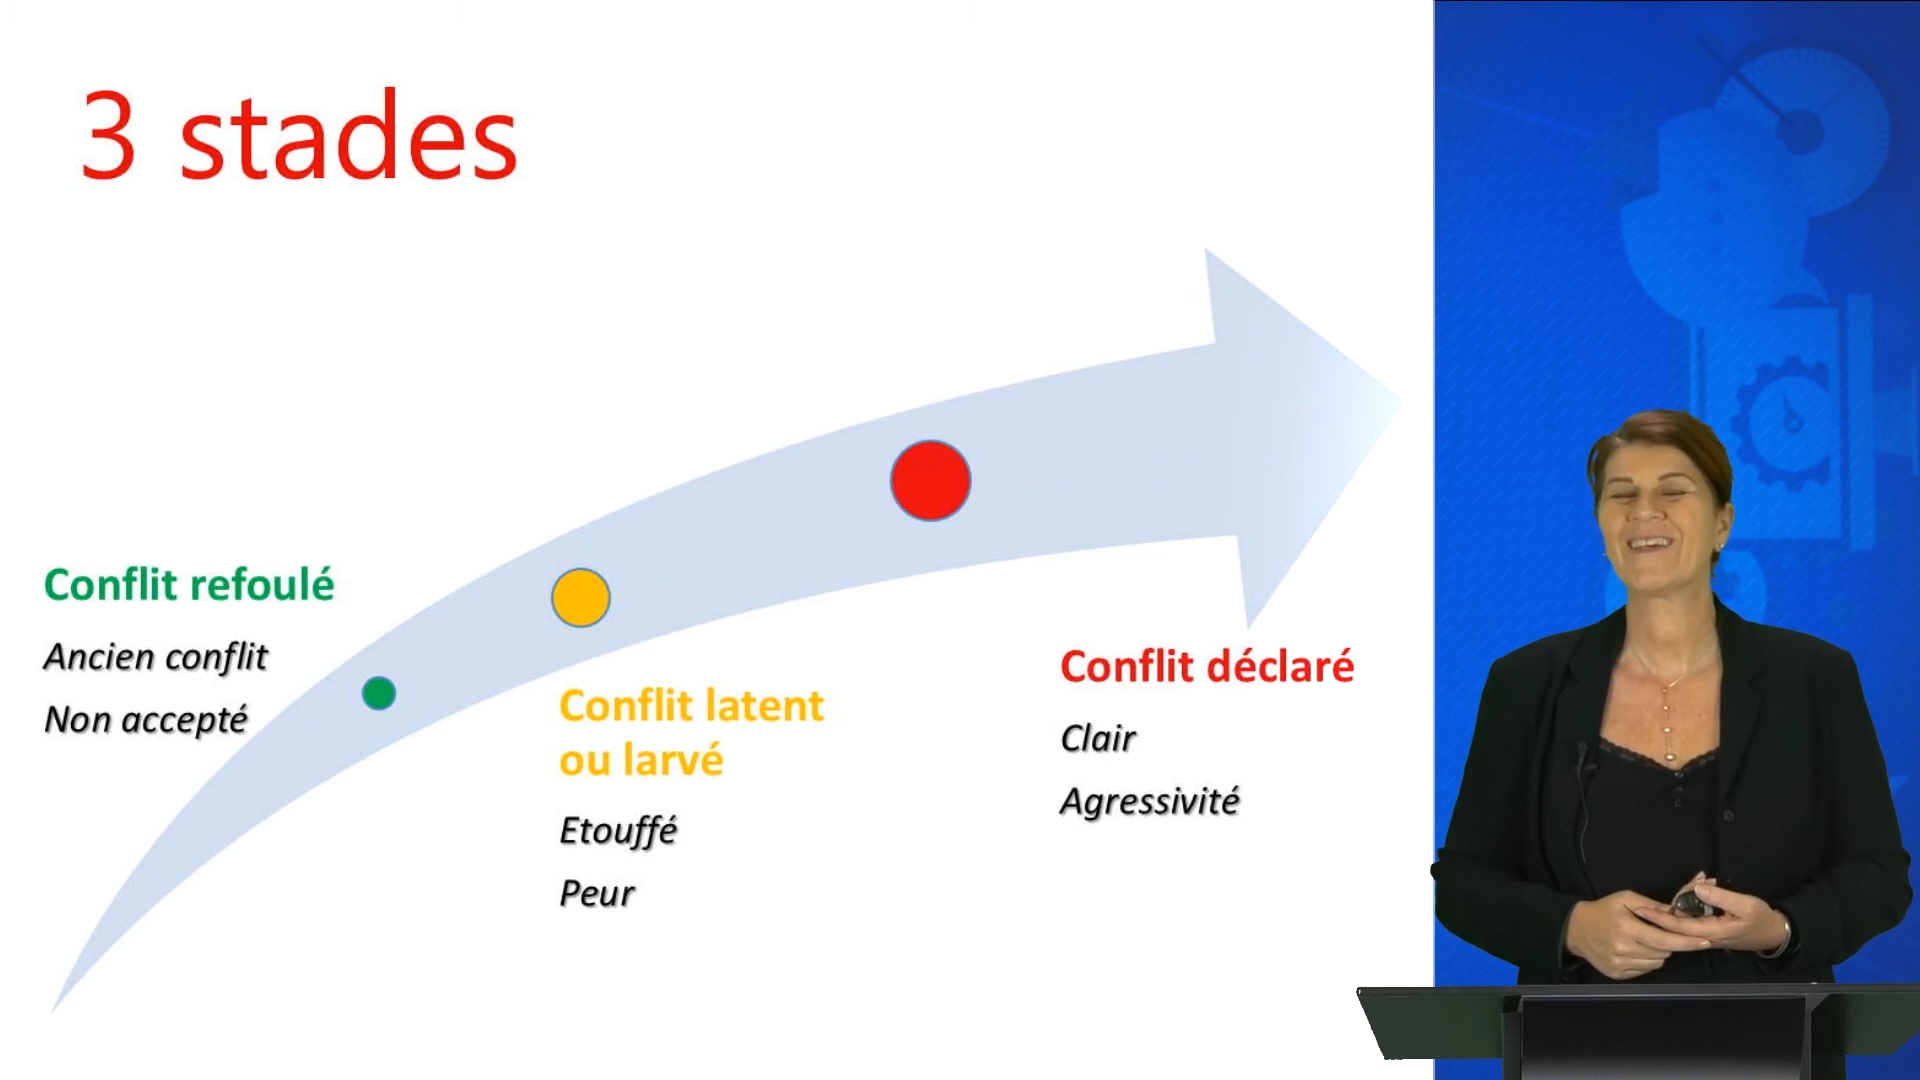 3 stades
Conflit refoulé
Ancien conflit
Non accepté
Conflit latent
ou larvé
Etouffé
Peur
Conflit déclaré
Clair
Agressivité